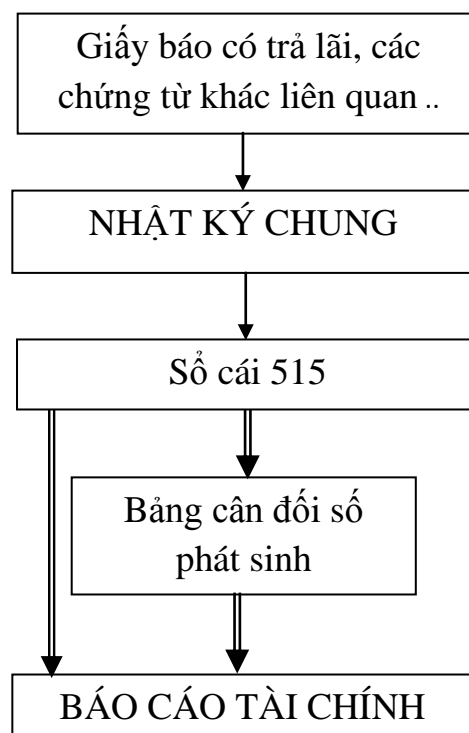 Giấy báo có trả lãi, các
chứng từ khác liên quan ..
NHẬT KÝ CHUNG
Sổ cái 515
Bảng cân đối số
phát sinh
BÁO CÁO TÀI CHÍNH